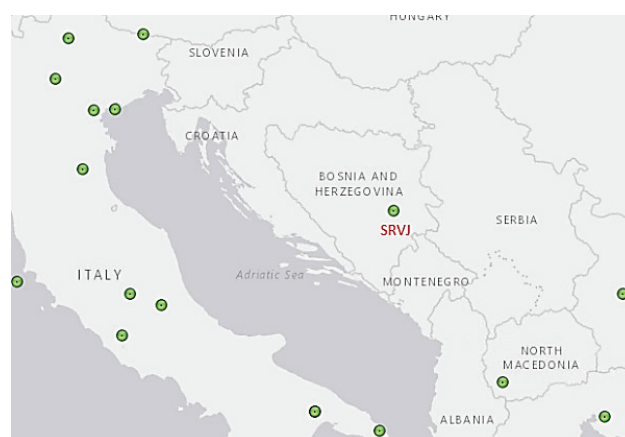 HUNGARY
SLOVENIA
CROATIA
BOSNIA AND
HERZEGOVINA
SERBIA
SRVJ
Adriatic Sea
ITALY
MONTENEGRO
NORTH
MACEDONIA
ALBANIA